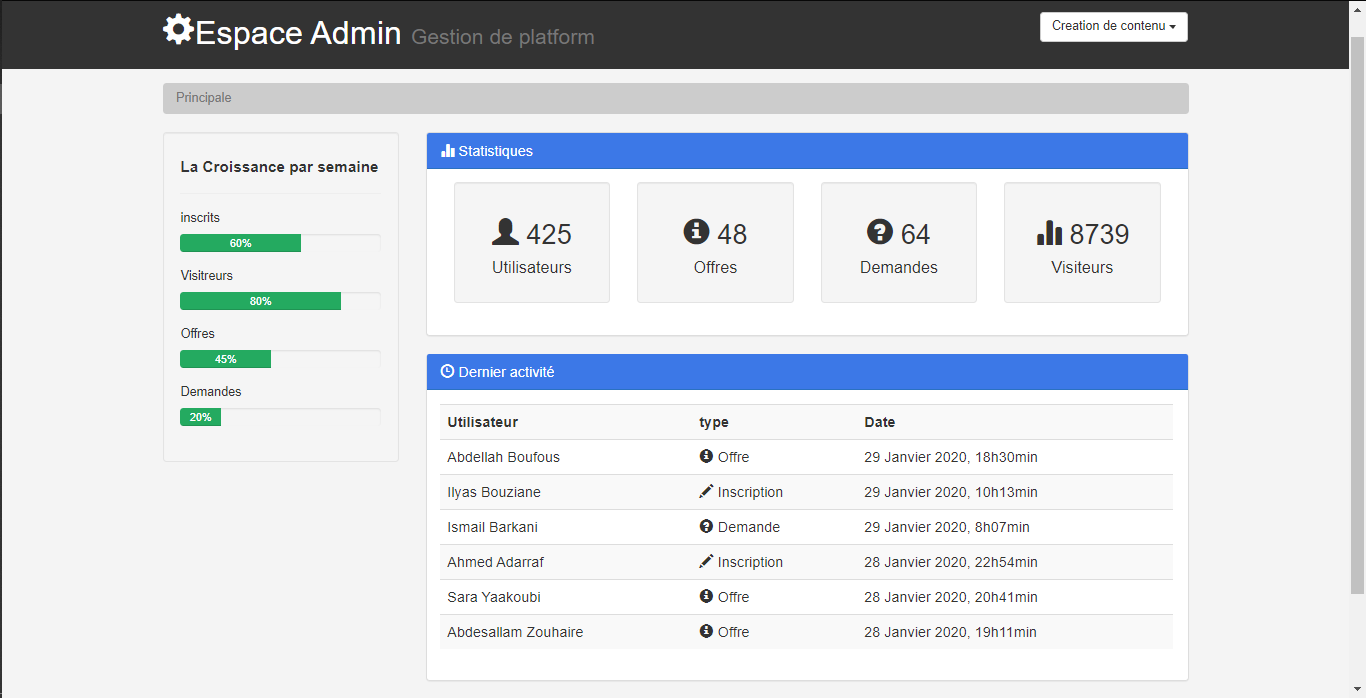 Espace Admin Gestion de platform
Creation de contenu
Principale
La Croissance par semaine
inscrits
60%
Visitreurs
80%
Offres
45%
Demandes
20%
Statistiques
425
Utilisateurs
48
Offres
64
Demandes
8739
Visiteurs
Dernier activité
Utilisateur type Date
Abdellah Boufous Offre 29 Janvier 2020, 18h30min
Ilyas Bouziane Inscription 29 Janvier 2020, 10h13min
Ismail Barkani Demande 29 Janvier 2020, 8h07min
Ahmed Adarraf Inscription 28 Janvier 2020, 22h54min
Sara Yaakoubi Offre 28 Janvier 2020, 20h41min
Abdesallam Zouhaire Offre 28 Janvier 2020, 19h11min